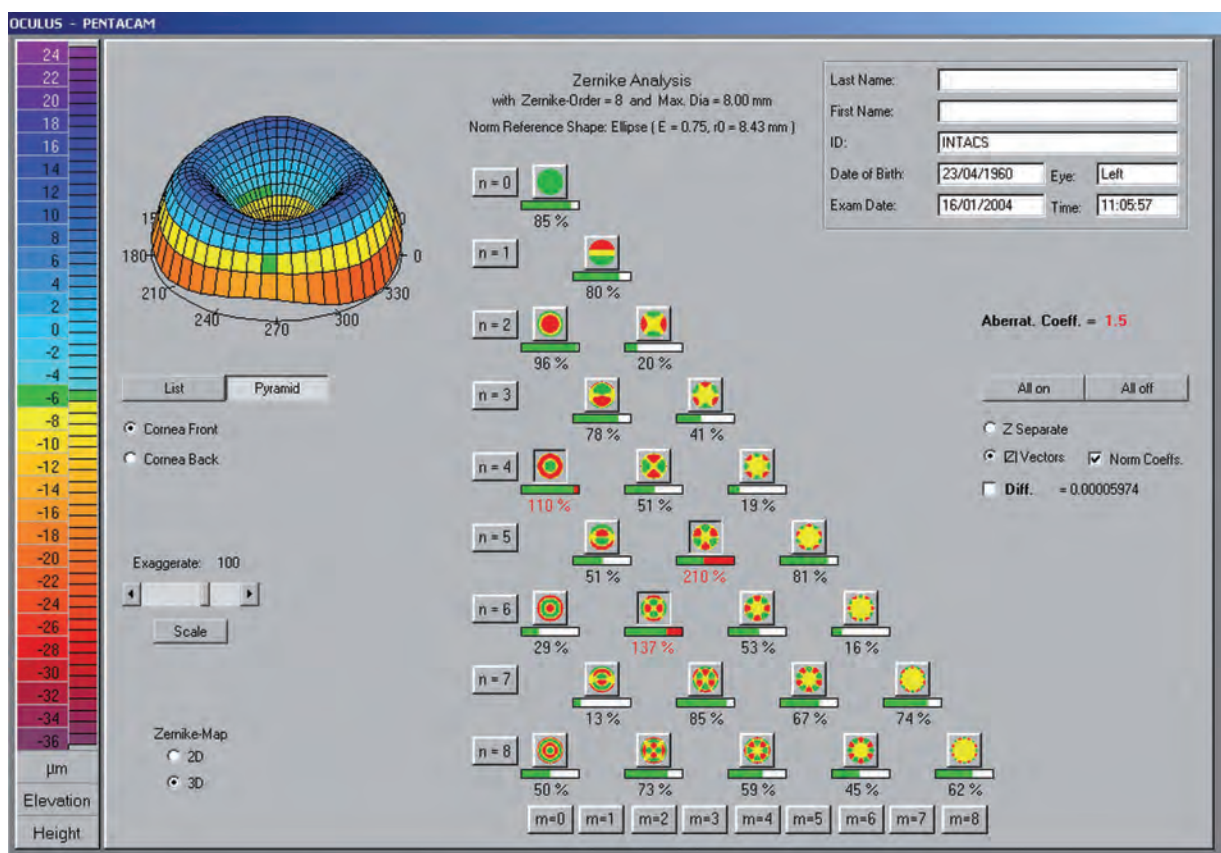 OCULUS - PENTACAM
24
22
20
18
16
14
12
10
8
6
4
2
0
-2
-4
-6
-8
-10
-12
-14
-16
-18
-20
-22
-24
-26
-28
-30
-32
-34
-36
µm
Elevation
Height
180
0
210
330
240
300
270
List
Pyramid
Cornea Front
Cornea Back
Exaggerate: 100
Scale
Zernike-Map
2D
3D
Zernike Analysis
with Zernike-Order = 8 and Max. Dia = 8.00 mm
Norm Reference Shape: Ellipse ( E = 0.75, r0 = 8.43 mm )
n = 0
85 %
n = 1
80 %
n = 2
96 % 20 %
n = 3
78 % 41 %
n = 4
110 % 51 % 19 %
n = 5
51 % 210 % 81 %
n = 6
29 % 137 % 53 % 16 %
n = 7
13 % 85 % 67 % 74 %
n = 8
50 % 73 % 59 % 45 % 62 %
m=0 m=1 m=2 m=3 m=4 m=5 m=6 m=7 m=8
Last Name:
First Name:
ID: INTACS
Date of Birth: 23/04/1960 Eye: Left
Exam Date: 16/01/2004 Time: 11:05:57
Aberrat. Coeff. = 1.5
All on All off
Z Separate
|Z| Vectors Norm Coeffs.
Diff. = 0.00005974